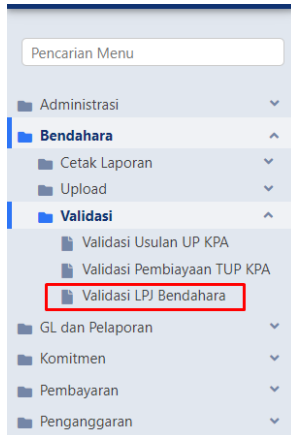 Pencarian Menu
Administrasi
Bendahara
Cetak Laporan
Upload
Validasi
Validasi Usulan UP KPA
Validasi Pembiayaan TUP KPA
Validasi LPJ Bendahara
GL dan Pelaporan
Komitmen
Pembayaran
Penganggaran